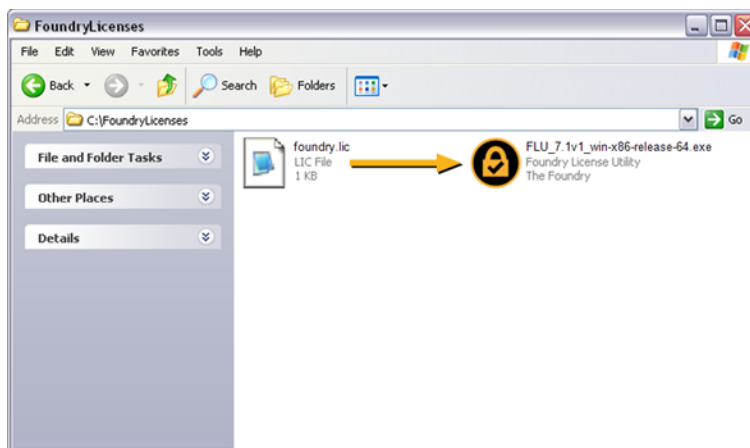 FoundryLicenses
File Edit View Favorites Tools Help
Back Search Folders
Address C:\FoundryLicenses Go
File and Folder Tasks
Other Places
Details
foundry.lic
LIC File
1 KB
FLU_7.1v1_win-x86-release-64.exe
Foundry License Utility
The Foundry